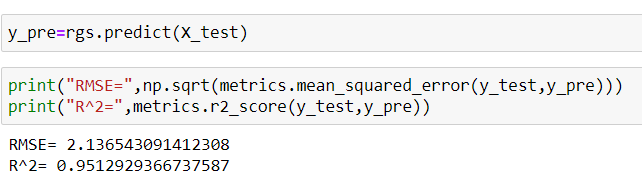 y_pre=rgs.predict(X_test)
print("RMSE=",np.sqrt(metrics.mean_squared_error(y_test,y_pre)))
print("R^2=",metrics.r2_score(y_test,y_pre))
RMSE= 2.136543091412308
R^2= 0.9512929366737587